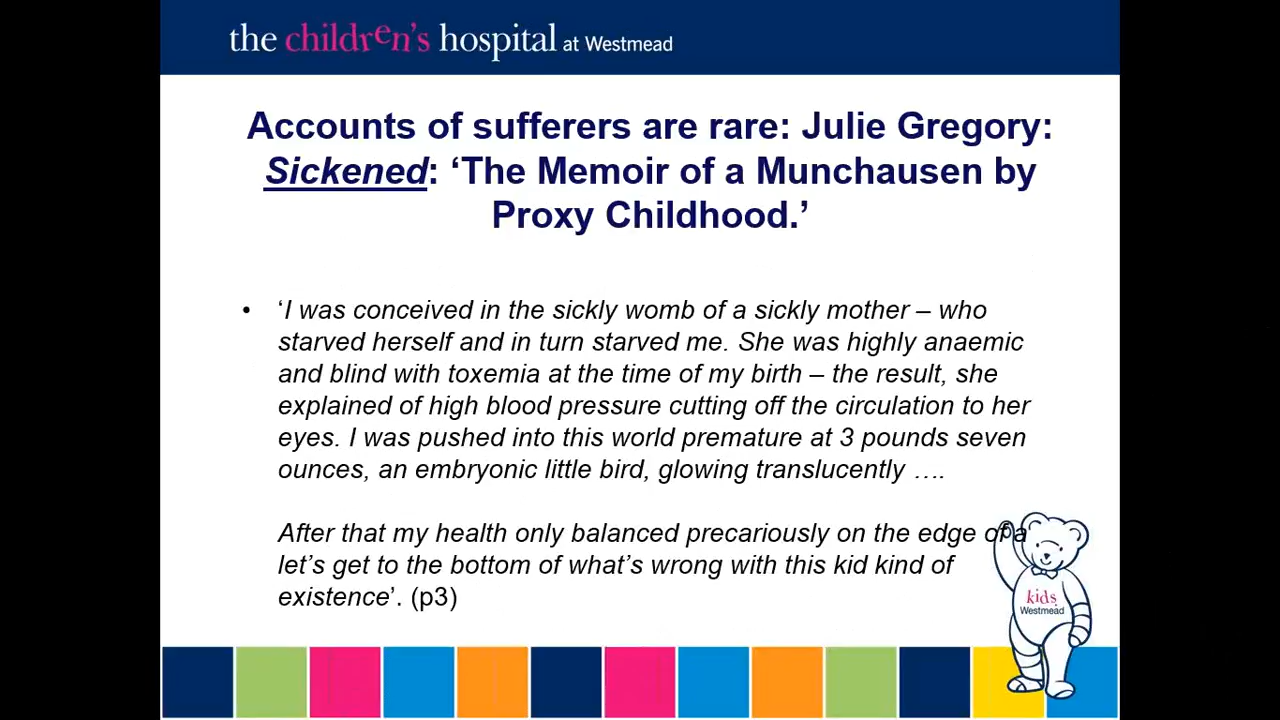 the children's hospital at Westmead
Accounts of sufferers are rare: Julie Gregory:
Sickened: ‘The Memoir of a Munchausen by
Proxy Childhood.’
• ‘I was conceived in the sickly womb of a sickly mother – who
starved herself and in turn starved me. She was highly anaemic
and blind with toxemia at the time of my birth – the result, she
explained of high blood pressure cutting off the circulation to her
eyes. I was pushed into this world premature at 3 pounds seven
ounces, an embryonic little bird, glowing translucently ….
After that my health only balanced precariously on the edge of a
let’s get to the bottom of what’s wrong with this kid kind of
existence’. (p3)
kids
Westmead